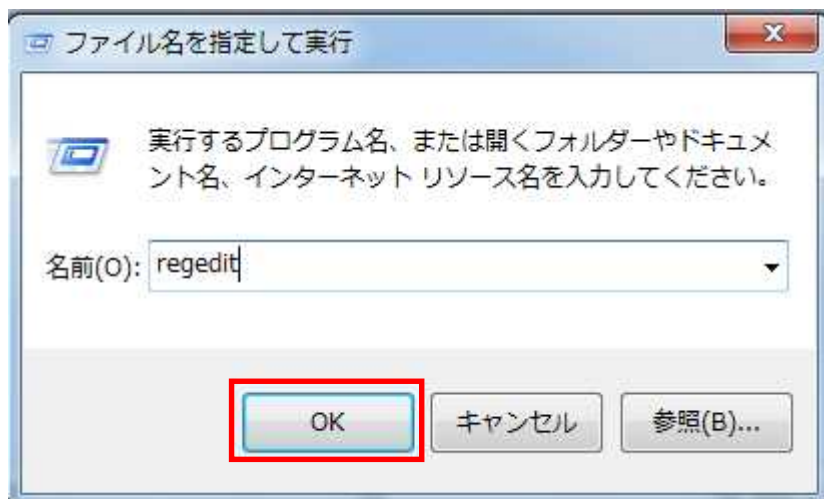 ファイル名を指定して実行
実行するプログラム名、または開くフォルダーやドキュメ
ント名、インターネット リソース名を入力してください。
名前(O): regedit
OK キャンセル 参照(B)...